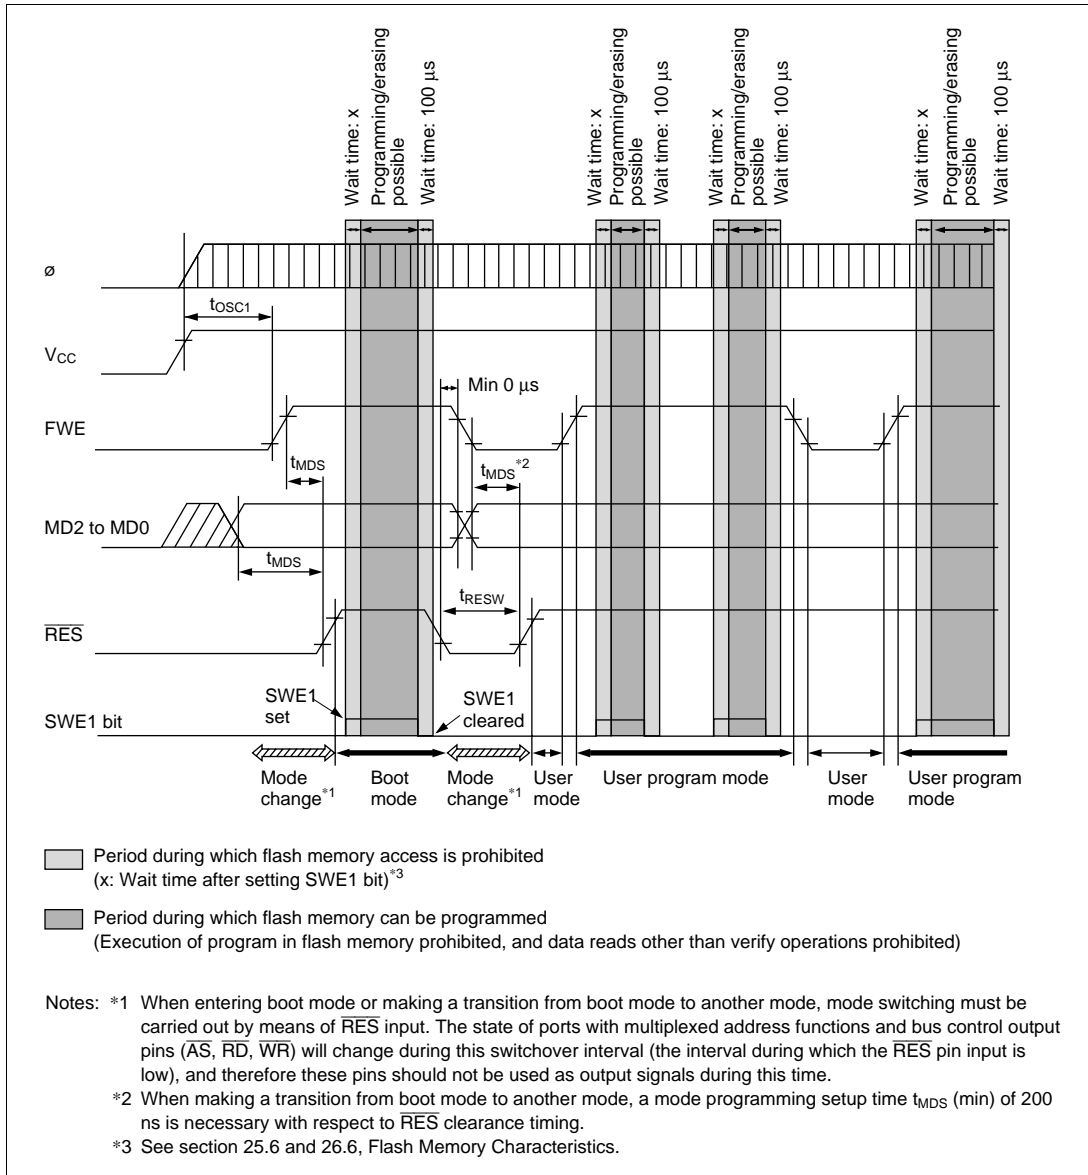 Wait time: x
Programming/erasing
possible
Wait time: 100 µs
Wait time: x
Programming/erasing
possible
Wait time: 100 µs
Wait time: x
Programming/erasing
possible
Wait time: 100 µs
Wait time: x
Programming/erasing
possible
Wait time: 100 µs
ø
tOSC1
VCC
Min 0 µs
FWE
tMDS
tMDS*2
MD2 to MD0
tMDS
tRESW
RES
SWE1
set
SWE1
cleared
SWE1 bit
Mode
change*1
Boot
mode
Mode
change*1
User
mode
User program mode
User
mode
User program
mode
Period during which flash memory access is prohibited
(x: Wait time after setting SWE1 bit)*3
Period during which flash memory can be programmed
(Execution of program in flash memory prohibited, and data reads other than verify operations prohibited)
Notes: *1 When entering boot mode or making a transition from boot mode to another mode, mode switching must be
carried out by means of RES input. The state of ports with multiplexed address functions and bus control output
pins (AS, RD, WR) will change during this switchover interval (the interval during which the RES pin input is
low), and therefore these pins should not be used as output signals during this time.
*2 When making a transition from boot mode to another mode, a mode programming setup time tMDS (min) of 200
ns is necessary with respect to RES clearance timing.
*3 See section 25.6 and 26.6, Flash Memory Characteristics.